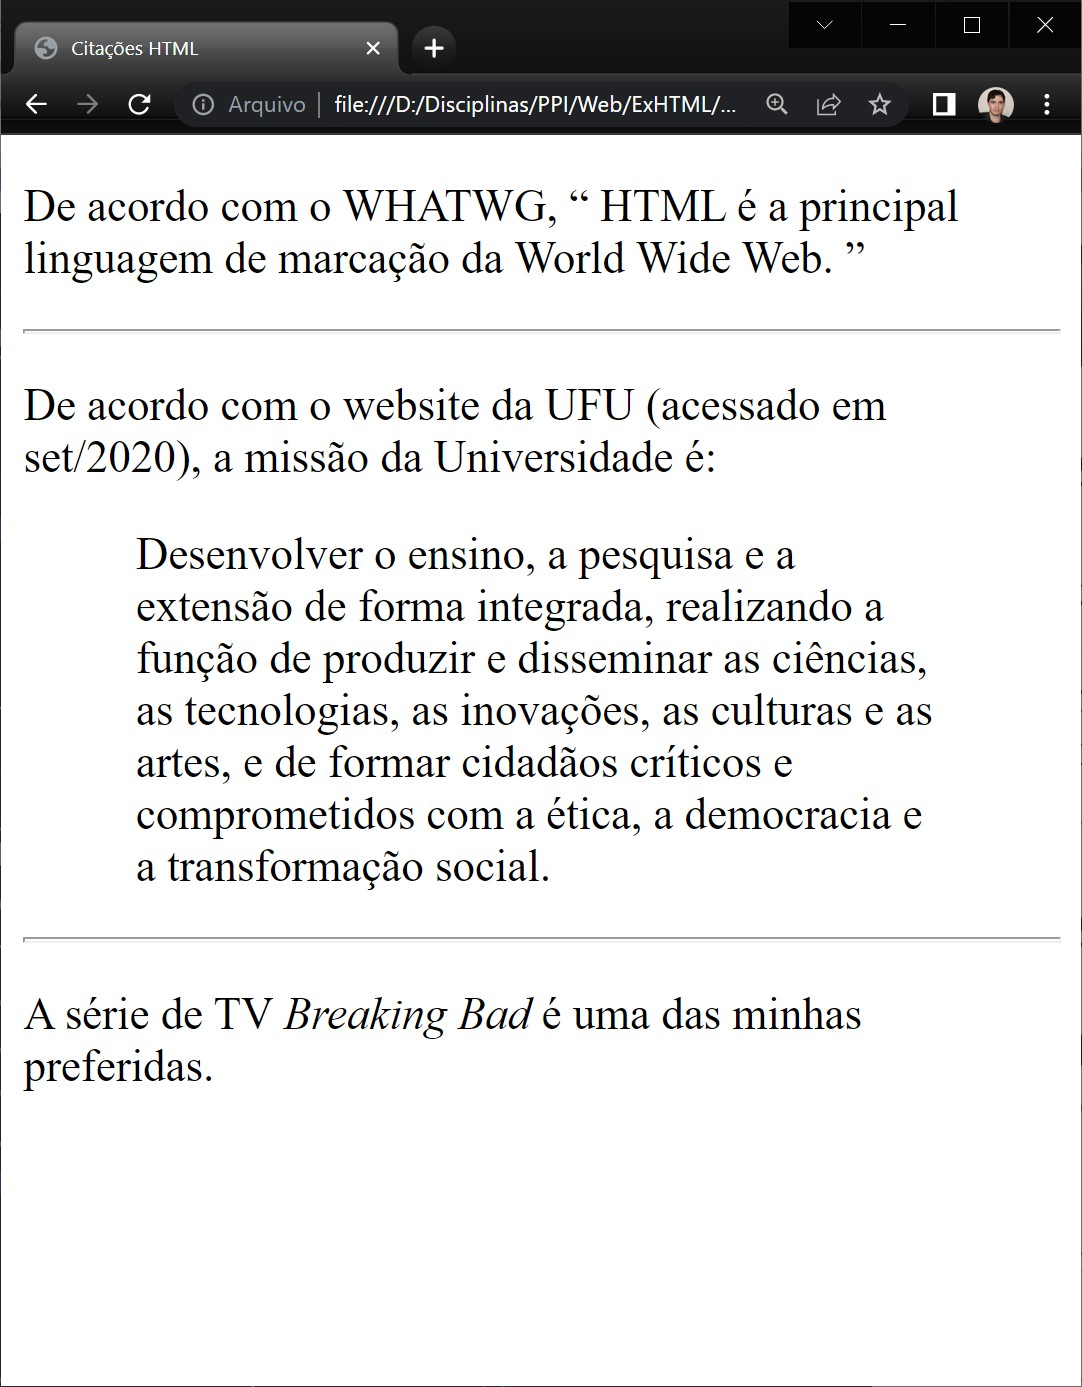 Citações HTML
Arquivo file:///D:/Disciplinas/PPI/Web/ExHTML/...
De acordo com o WHATWG, “ HTML é a principal
linguagem de marcação da World Wide Web. ”
De acordo com o website da UFU (acessado em
set/2020), a missão da Universidade é:
Desenvolver o ensino, a pesquisa e a
extensão de forma integrada, realizando a
função de produzir e disseminar as ciências,
as tecnologias, as inovações, as culturas e as
artes, e de formar cidadãos críticos e
comprometidos com a ética, a democracia e
a transformação social.
A série de TV Breaking Bad é uma das minhas
preferidas.